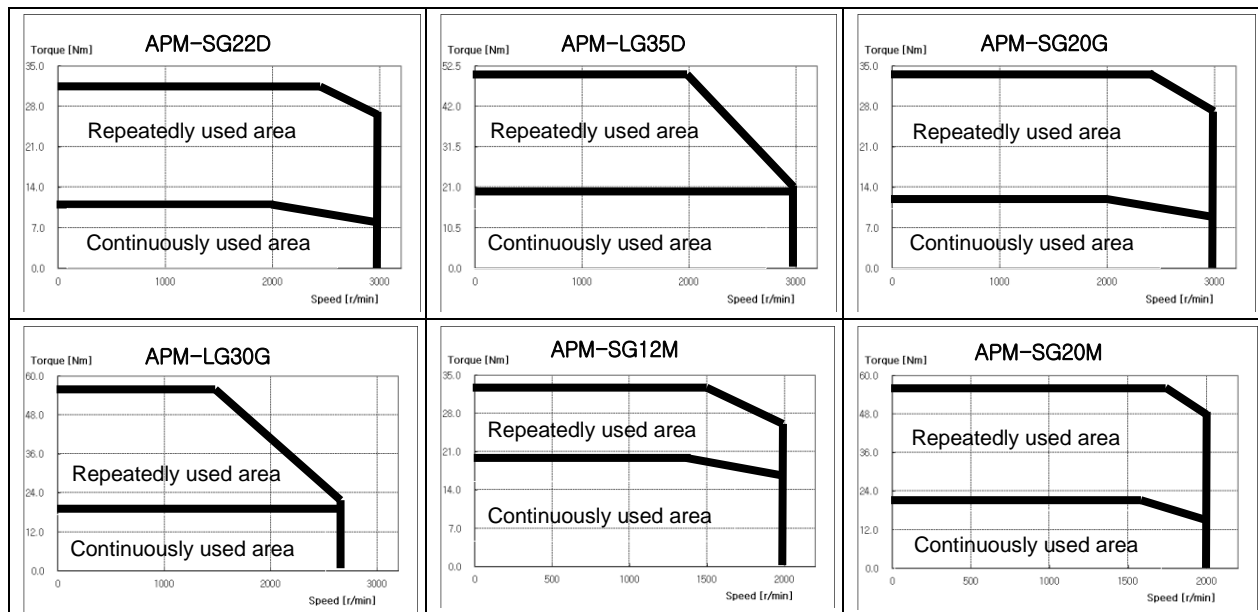 APM-SG22D
Torque [Nm]
35.0
28.0
Repeatedly used area
21.0
14.0
7.0
Continuously used area
0.0
0 1000 2000 3000
Speed [r/min]
APM-LG35D
Torque [Nm]
52.5
42.0
Repeatedly used area
31.5
21.0
10.5
Continuously used area
0.0
0 1000 2000 3000
Speed [r/min]
APM-SG20G
Torque [Nm]
35.0
28.0
Repeatedly used area
21.0
14.0
7.0
Continuously used area
0.0
0 1000 2000 3000
Speed [r/min]
APM-LG30G
Torque [Nm]
60.0
48.0
36.0
Repeatedly used area
24.0
12.0
Continuously used area
0.0
0 1000 2000 3000
Speed [r/min]
APM-SG12M
Torque [Nm]
35.0
28.0
Repeatedly used area
21.0
14.0
Continuously used area
7.0
0.0
0 500 1000 1500 2000
Speed [r/min]
APM-SG20M
Torque [Nm]
60.0
48.0
Repeatedly used area
36.0
24.0
12.0
Continuously used area
0.0
0 500 1000 1500 2000
Speed [r/min]